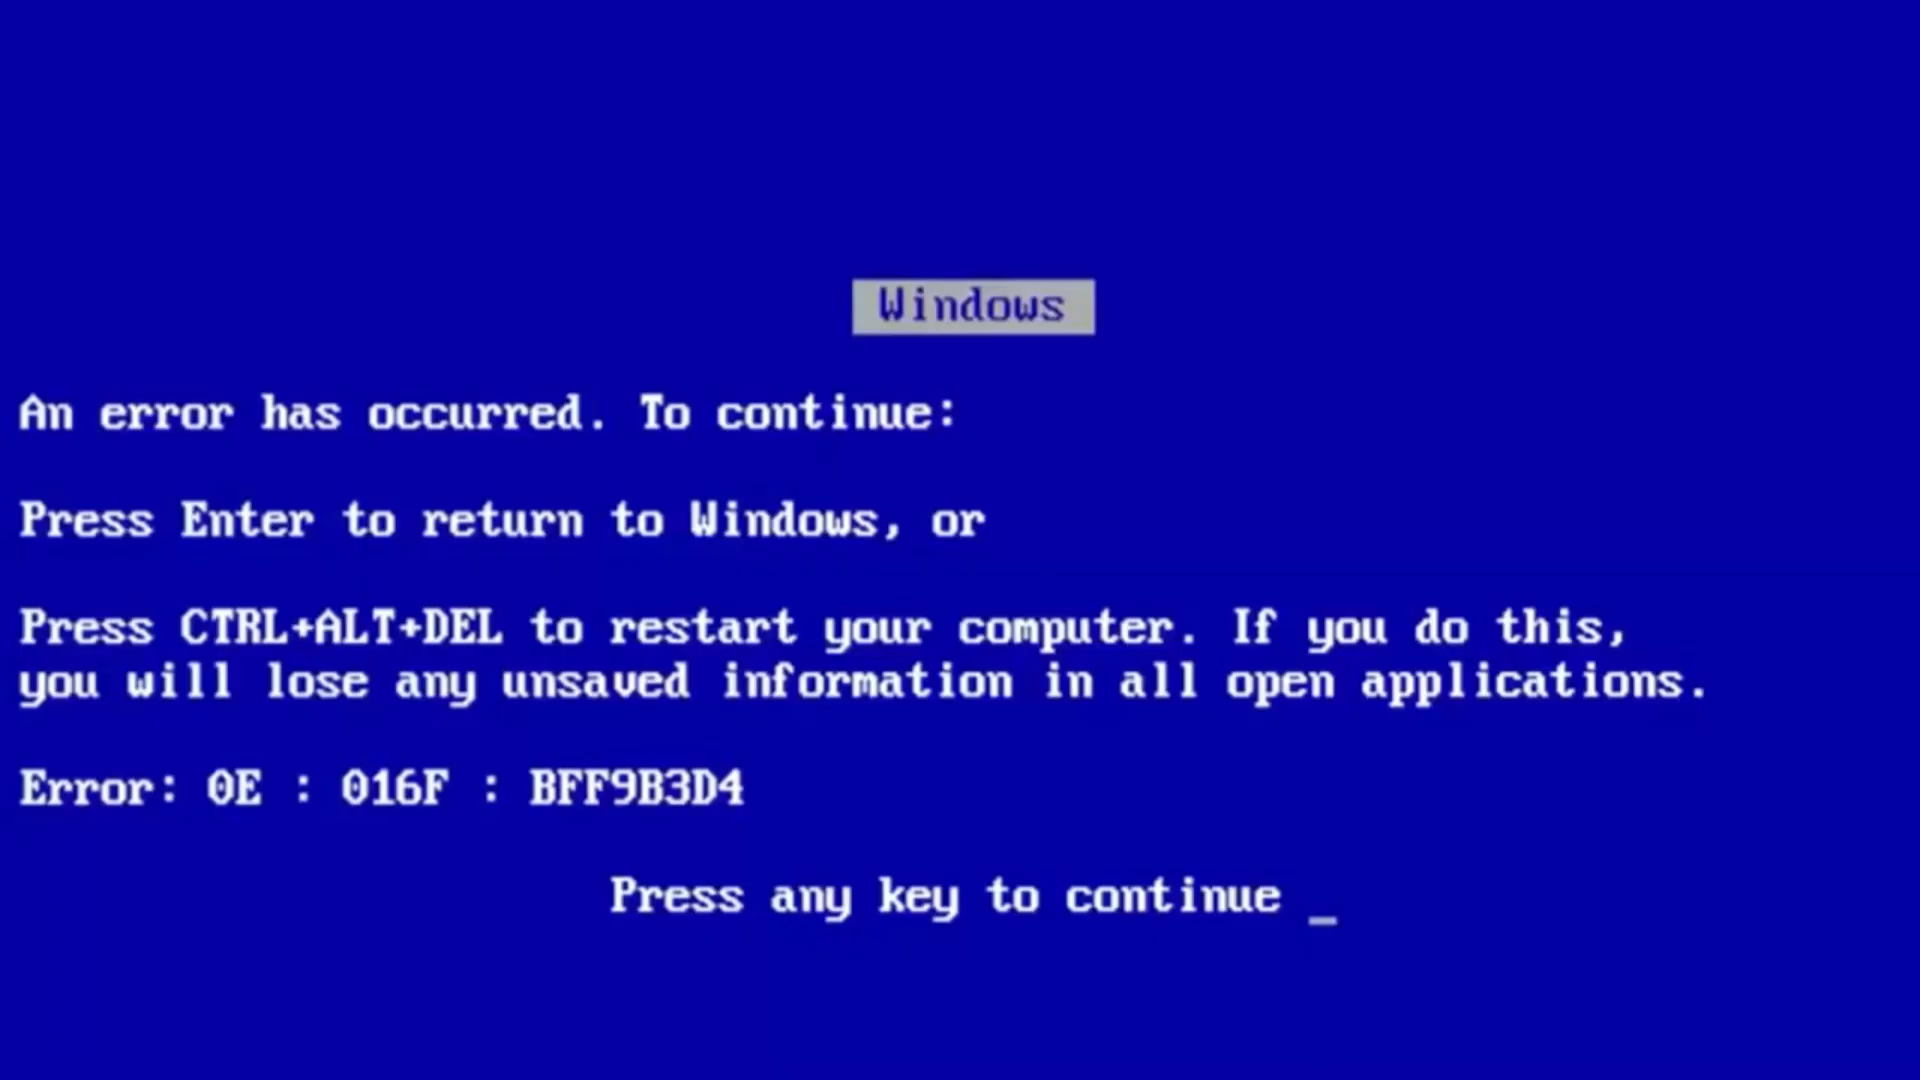 Windows
An error has occurred. To continue:
Press Enter to return to Windows, or
Press CTRL+ALT+DEL to restart your computer. If you do this,
you will lose any unsaved information in all open applications.
Error: 0E : 016F : BFF9B3D4
Press any key to continue _